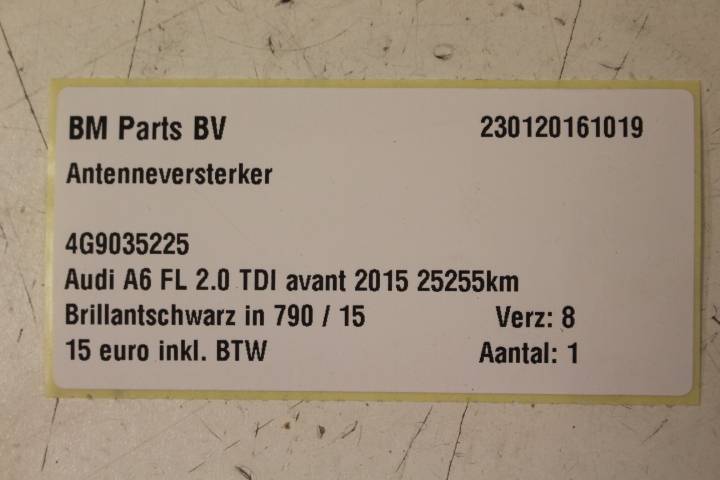 BM Parts BV 230120161019
Antenneversterker
4G9035225
Audi A6 FL 2.0 TDI avant 2015 25255km
Brillantschwarz in 790 / 15 Verz: 8
15 euro inkl. BTW Aantal: 1